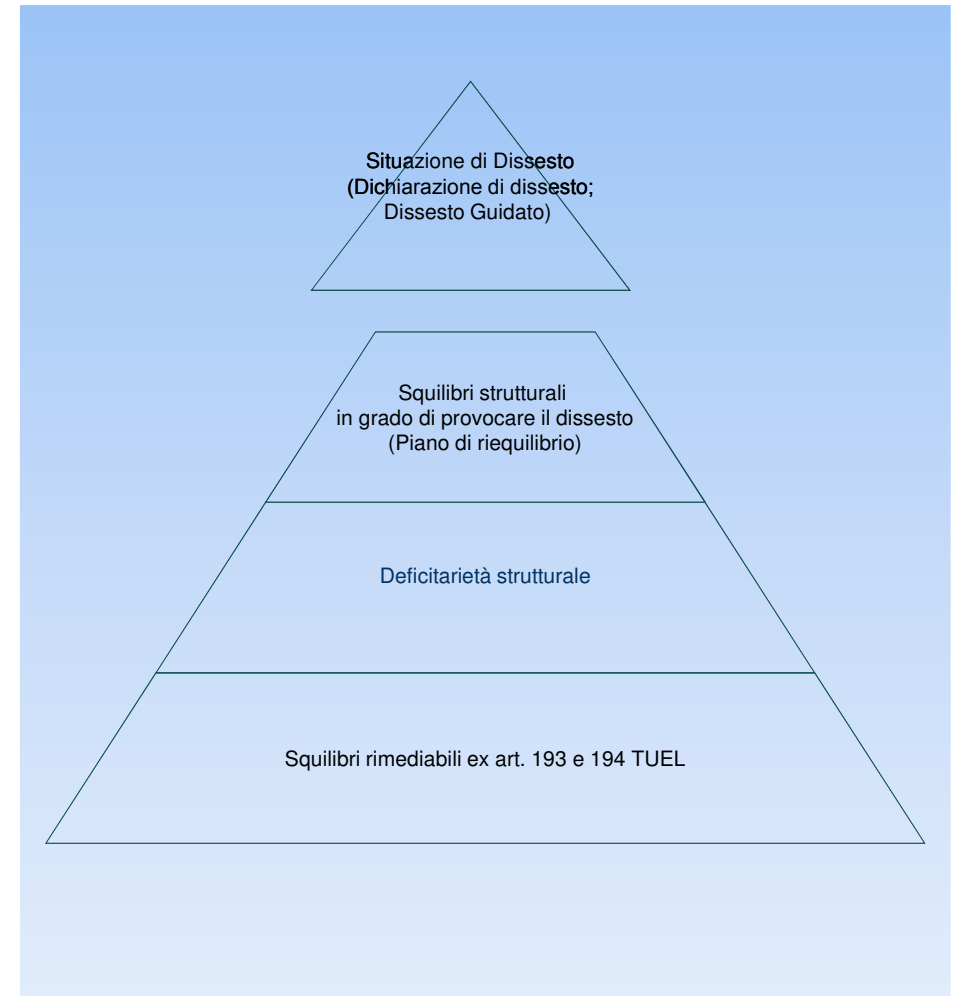 Situazione di Dissesto
(Dichiarazione di dissesto;
Dissesto Guidato)
Squilibri strutturali
in grado di provocare il dissesto
(Piano di riequilibrio)
Deficitarietà strutturale
Squilibri rimediabili ex art. 193 e 194 TUEL